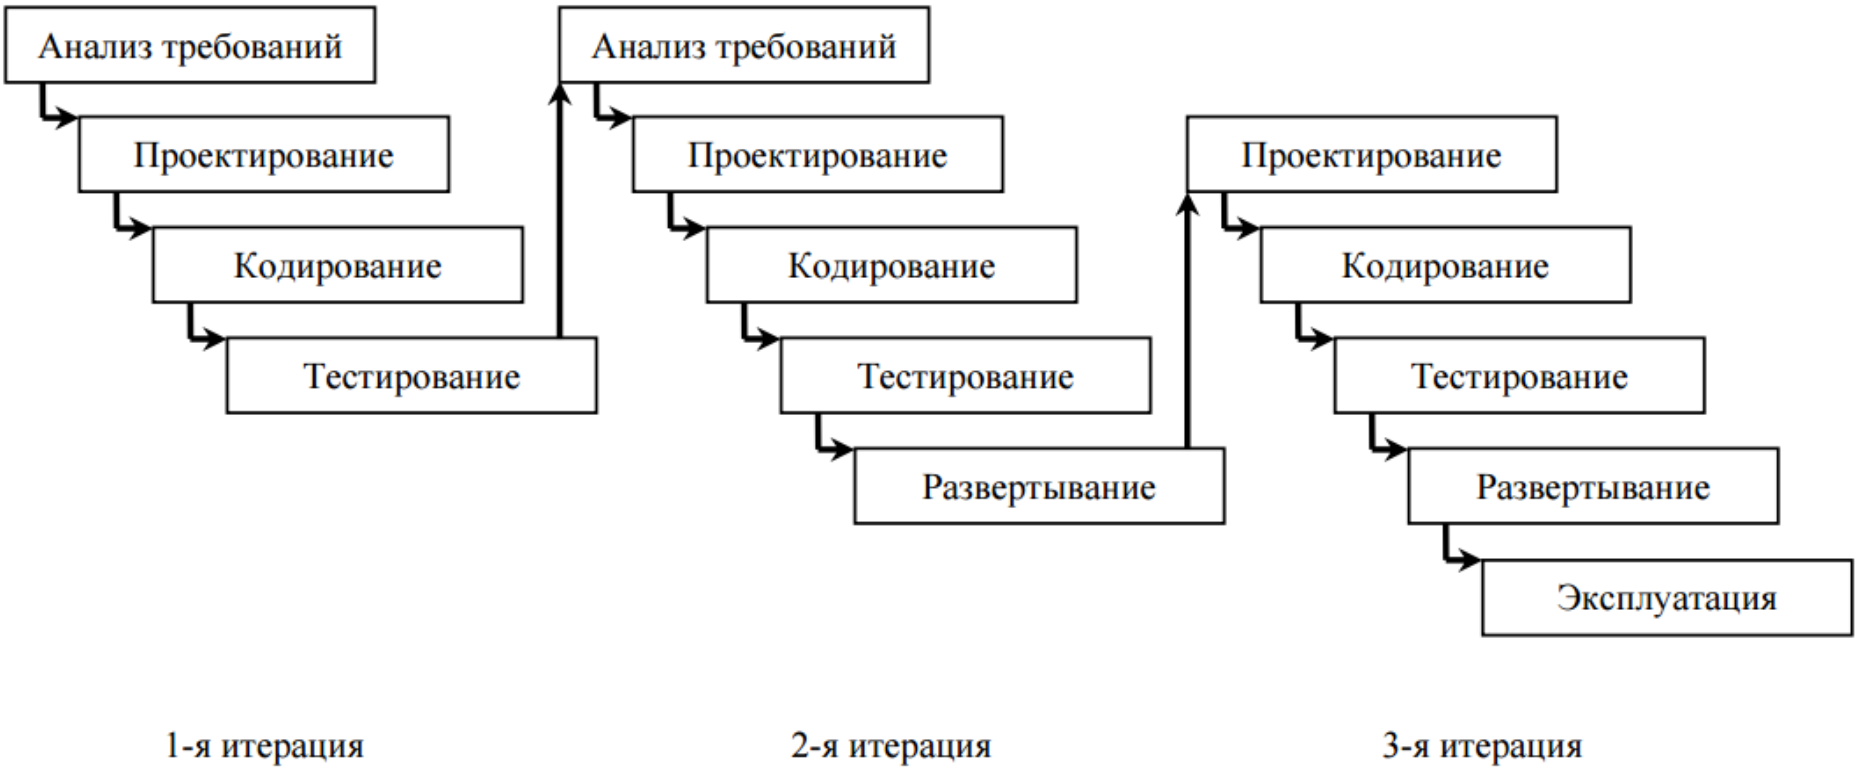 Анализ требований
Проектирование
Кодирование
Тестирование
Анализ требований
Проектирование
Кодирование
Тестирование
Развертывание
Проектирование
Кодирование
Тестирование
Развертывание
Эксплуатация
1-я итерация
2-я итерация
3-я итерация